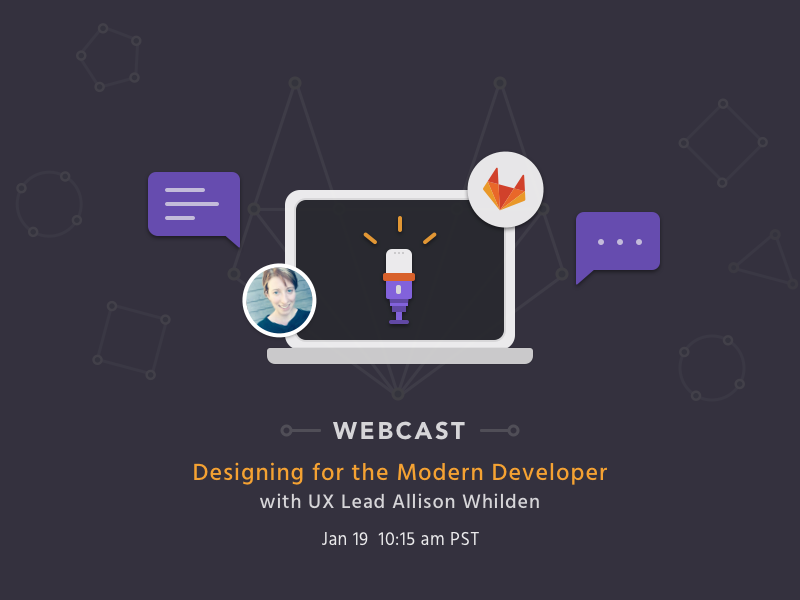 WEBCAST
Designing for the Modern Developer
with UX Lead Allison Whilden
Jan 19 10:15 am PST